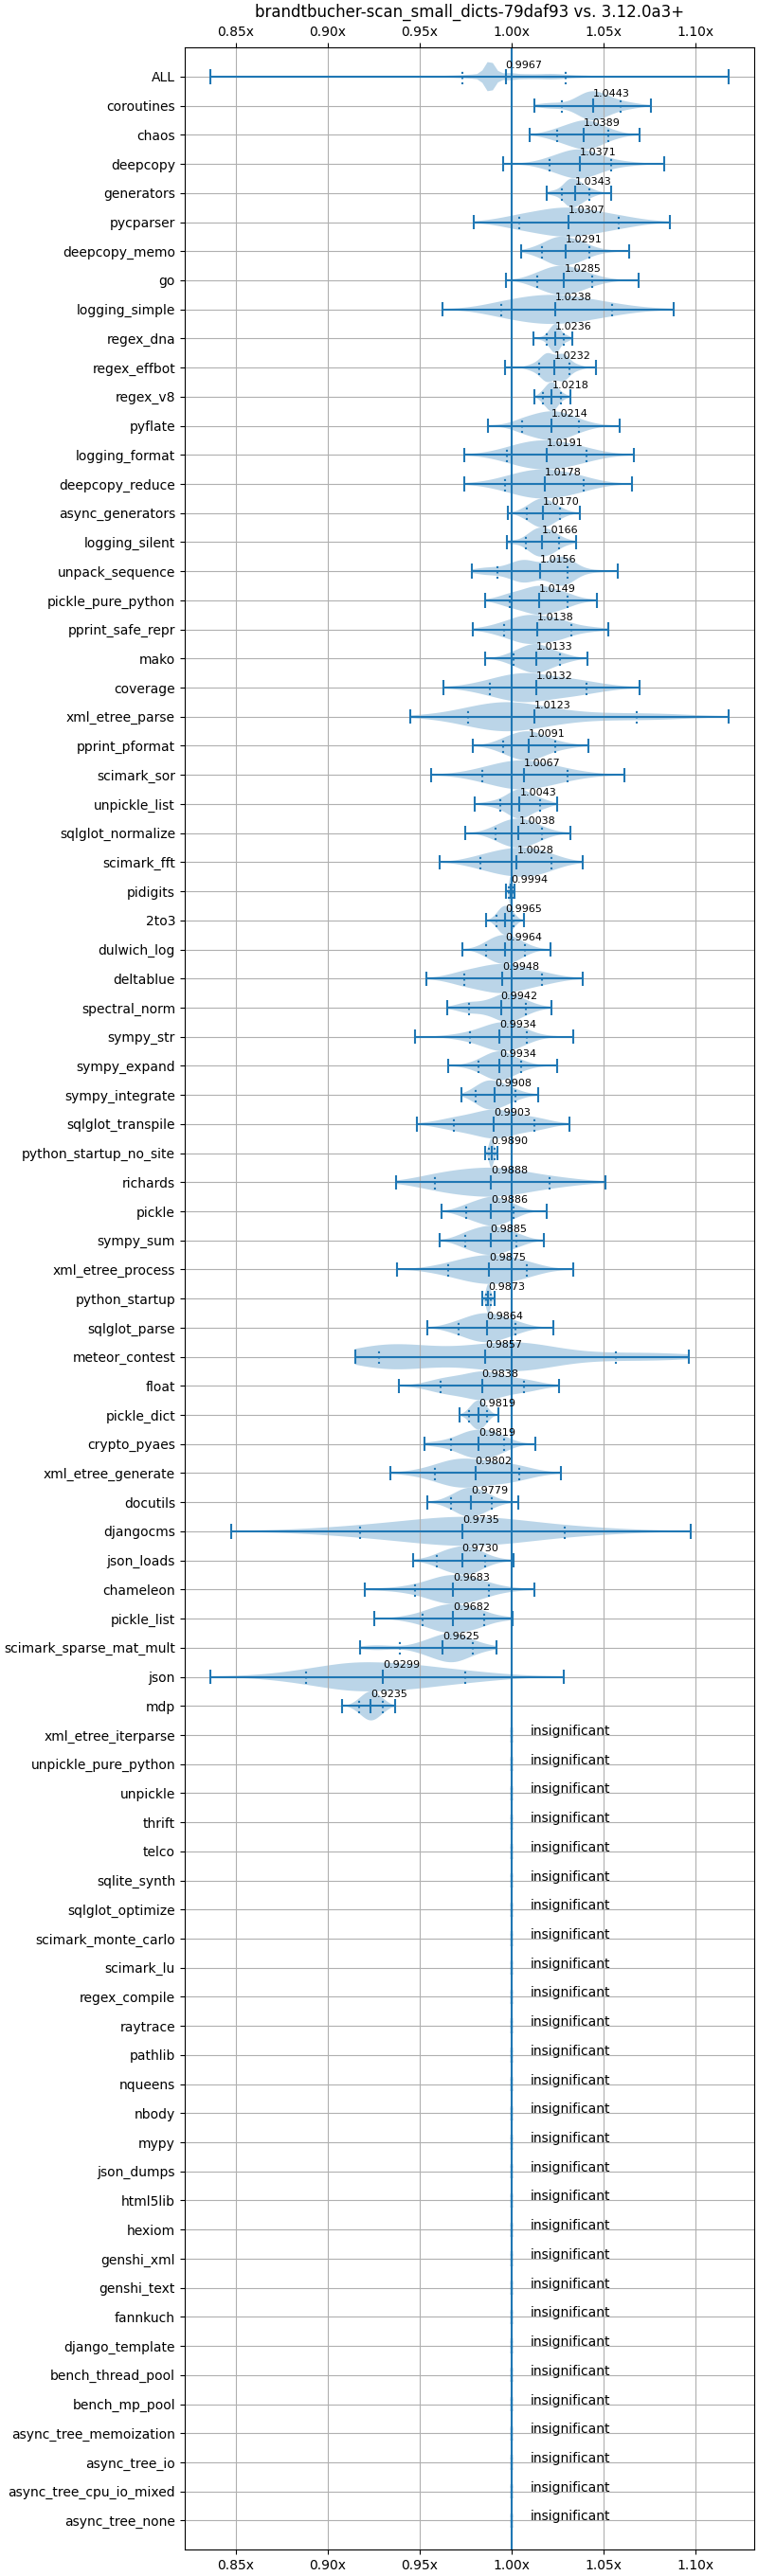 brandtbucher-scan_small_dicts-79daf93 vs. 3.12.0a3+
0.85x 0.90x 0.95x 1.00x 1.05x 1.10x
ALL 0.9967
coroutines 1.0443
chaos 1.0389
deepcopy 1.0371
generators 1.0343
pycparser 1.0307
deepcopy_memo 1.0291
go 1.0285
logging_simple 1.0238
regex_dna 1.0236
regex_effbot 1.0232
regex_v8 1.0218
pyflate 1.0214
logging_format 1.0191
deepcopy_reduce 1.0178
async_generators 1.0170
logging_silent 1.0166
unpack_sequence 1.0156
pickle_pure_python 1.0149
pprint_safe_repr 1.0138
mako 1.0133
coverage 1.0132
xml_etree_parse 1.0123
pprint_pformat 1.0091
scimark_sor 1.0067
unpickle_list 1.0043
sqlglot_normalize 1.0038
scimark_fft 1.0028
pidigits 0.9994
2to3 0.9965
dulwich_log 0.9964
deltablue 0.9948
spectral_norm 0.9942
sympy_str 0.9934
sympy_expand 0.9934
sympy_integrate 0.9908
sqlglot_transpile 0.9903
python_startup_no_site 0.9890
richards 0.9888
pickle 0.9886
sympy_sum 0.9885
xml_etree_process 0.9875
python_startup 0.9873
sqlglot_parse 0.9864
meteor_contest 0.9857
float 0.9838
pickle_dict 0.9819
crypto_pyaes 0.9819
xml_etree_generate 0.9802
docutils 0.9779
djangocms 0.9735
json_loads 0.9730
chameleon 0.9683
pickle_list 0.9682
scimark_sparse_mat_mult 0.9625
json 0.9299
mdp 0.9235
xml_etree_iterparse insignificant
unpickle_pure_python insignificant
unpickle insignificant
thrift insignificant
telco insignificant
sqlite_synth insignificant
sqlglot_optimize insignificant
scimark_monte_carlo insignificant
scimark_lu insignificant
regex_compile insignificant
raytrace insignificant
pathlib insignificant
nqueens insignificant
nbody insignificant
mypy insignificant
json_dumps insignificant
html5lib insignificant
hexiom insignificant
genshi_xml insignificant
genshi_text insignificant
fannkuch insignificant
django_template insignificant
bench_thread_pool insignificant
bench_mp_pool insignificant
async_tree_memoization insignificant
async_tree_io insignificant
async_tree_cpu_io_mixed insignificant
async_tree_none insignificant
0.85x 0.90x 0.95x 1.00x 1.05x 1.10x